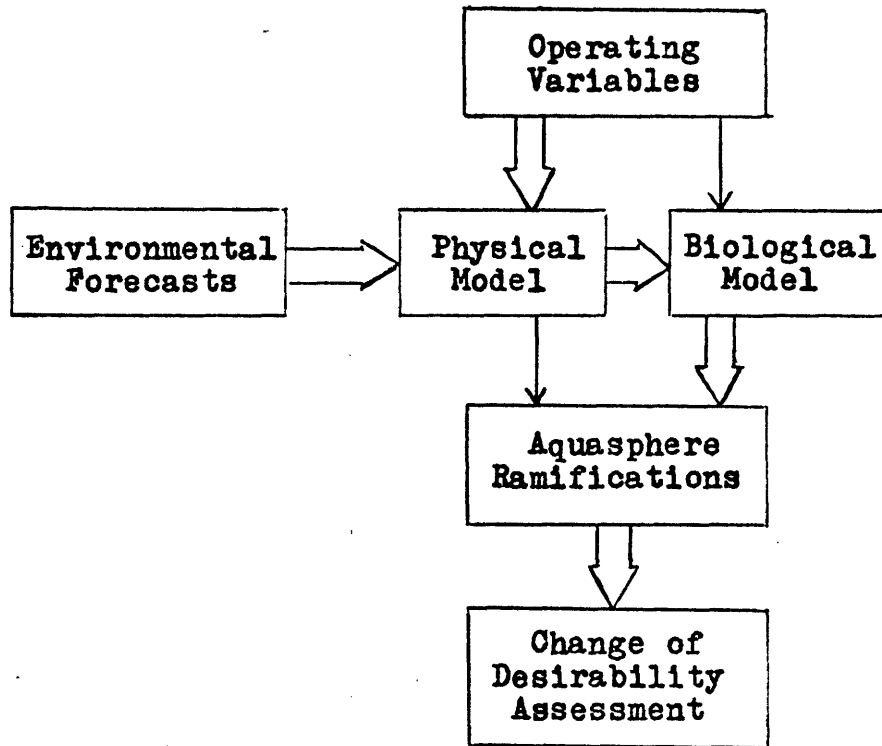 Operating
Variables
Environmental
Forecasts
Physical
Model
Biological
Model
Aquasphere
Ramifications
Change of
Desirability
Assessment